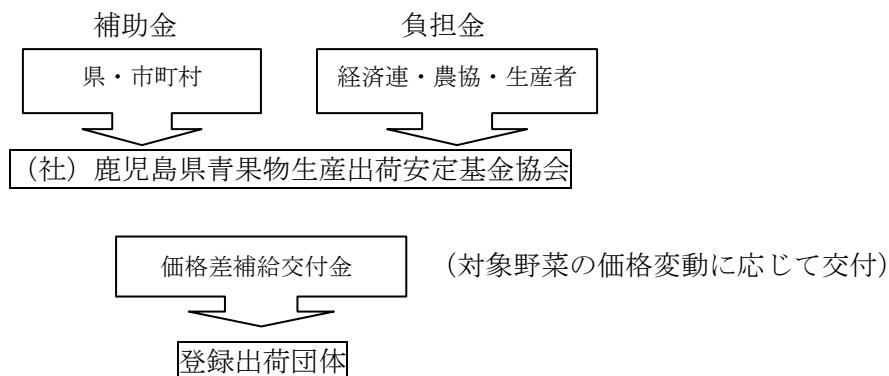 補助金 負担金
県・市町村 経済連・農協・生産者
（社）鹿児島県青果物生産出荷安定基金協会
価格差補給交付金 （対象野菜の価格変動に応じて交付）
登録出荷団体